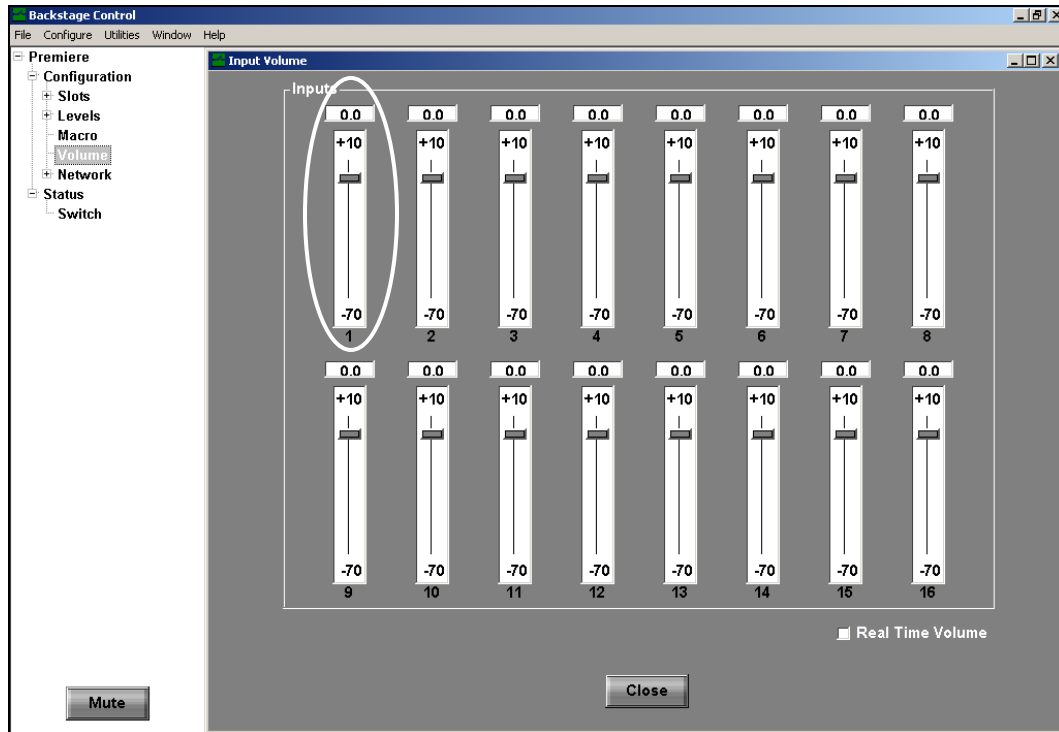 Backstage Control
File Configure Utilities Window Help
Premiere
Configuration
Slots
Levels
Macro
Volume
Network
Status
Switch
Mute
Input Volume
Inputs
0.0 0.0 0.0 0.0 0.0 0.0 0.0 0.0
+10 +10 +10 +10 +10 +10 +10 +10
-70 -70 -70 -70 -70 -70 -70 -70
1 2 3 4 5 6 7 8
0.0 0.0 0.0 0.0 0.0 0.0 0.0 0.0
+10 +10 +10 +10 +10 +10 +10 +10
-70 -70 -70 -70 -70 -70 -70 -70
9 10 11 12 13 14 15 16
Real Time Volume
Close